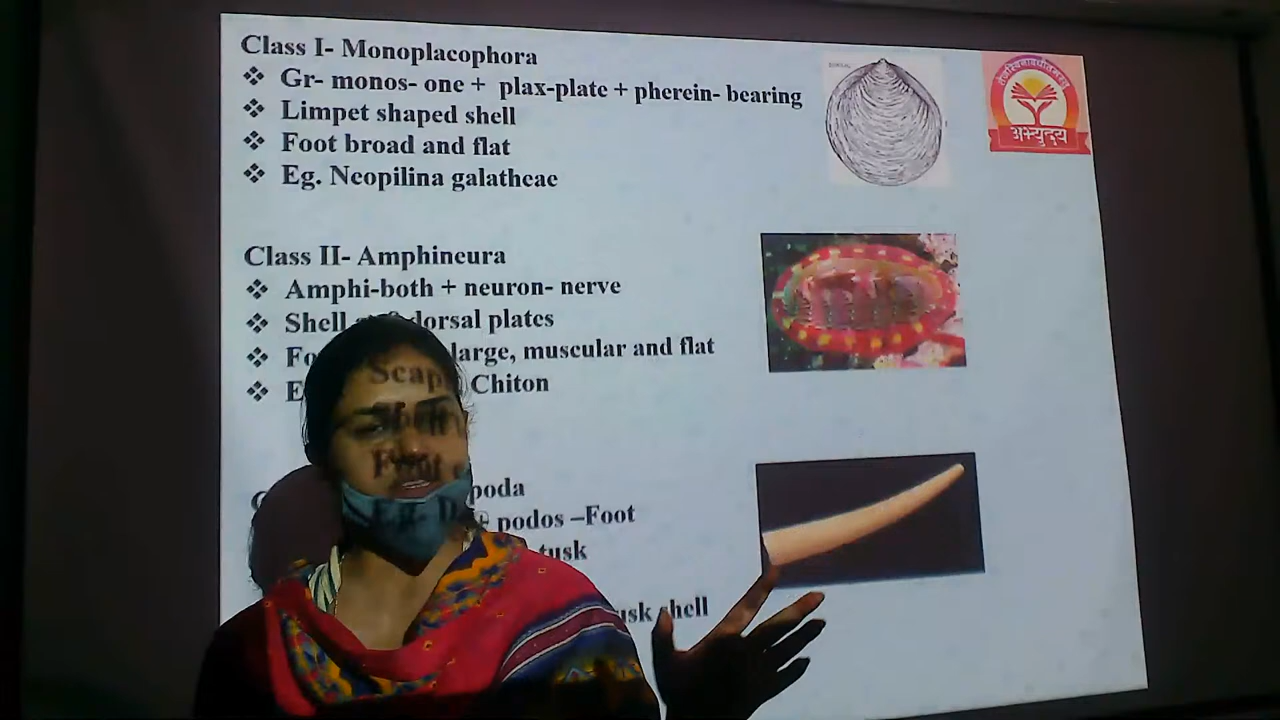 Class I- Monoplacophora
Gr- monos- one + plax-plate + pherein- bearing
Limpet shaped shell
Foot broad and flat
Eg. Neopilina galatheae
Class II- Amphineura
Amphi-both + neuron- nerve
Shell dorsal plates
large, muscular and flat
Chiton
poda
podos –Foot
tusk
shell
अभ्युदय